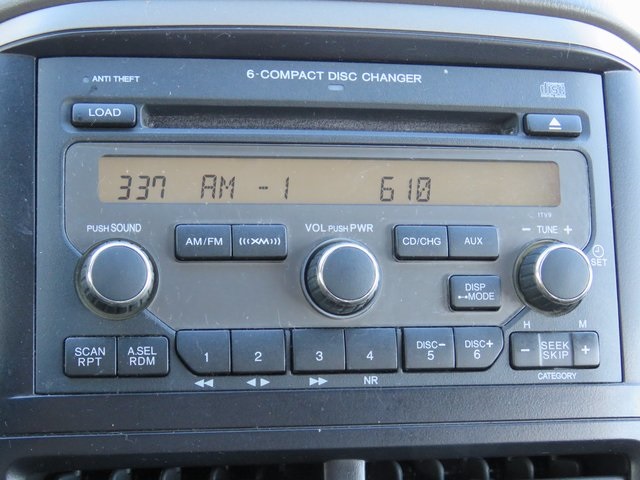 ANTI THEFT
6-COMPACT DISC CHANGER
LOAD
337 AM -1 610
PUSH SOUND
AM/FM
(((XM)))
VOL PUSH PWR
CD/CHG
AUX
− TUNE +
SET
DISP
MODE
SCAN
RPT
A.SEL
RDM
1
2
3
4
DISC−
5
DISC+
6
H
M
−
SEEK
SKIP
+
NR
CATEGORY